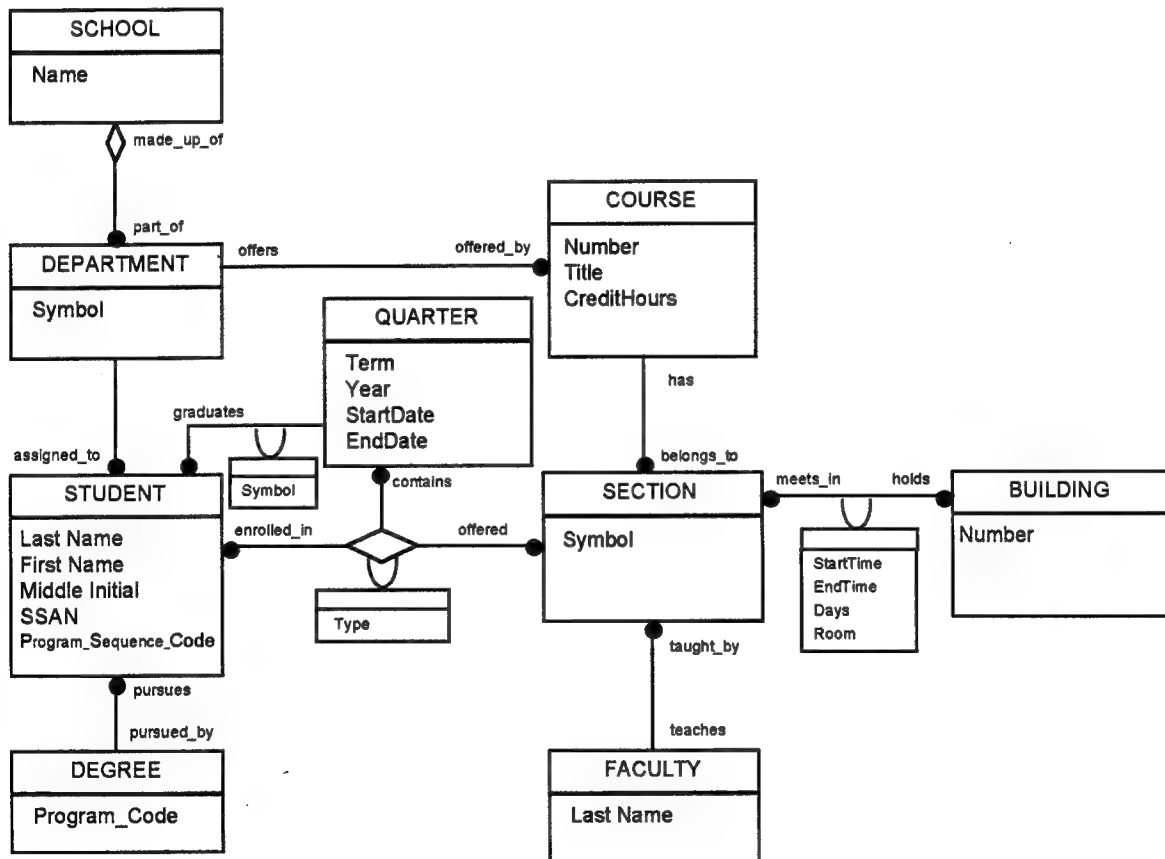 SCHOOL
Name
made_up_of
part_of
DEPARTMENT
Symbol
offers
offered_by
COURSE
Number
Title
CreditHours
QUARTER
Term
Year
StartDate
EndDate
graduates
Symbol
has
assigned_to
contains
belongs_to
STUDENT
Last Name
First Name
Middle Initial
SSAN
Program_Sequence_Code
enrolled_in
offered
Type
SECTION
Symbol
meets_in
holds
StartTime
EndTime
Days
Room
BUILDING
Number
pursues
pursued_by
DEGREE
Program_Code
taught_by
teaches
FACULTY
Last Name